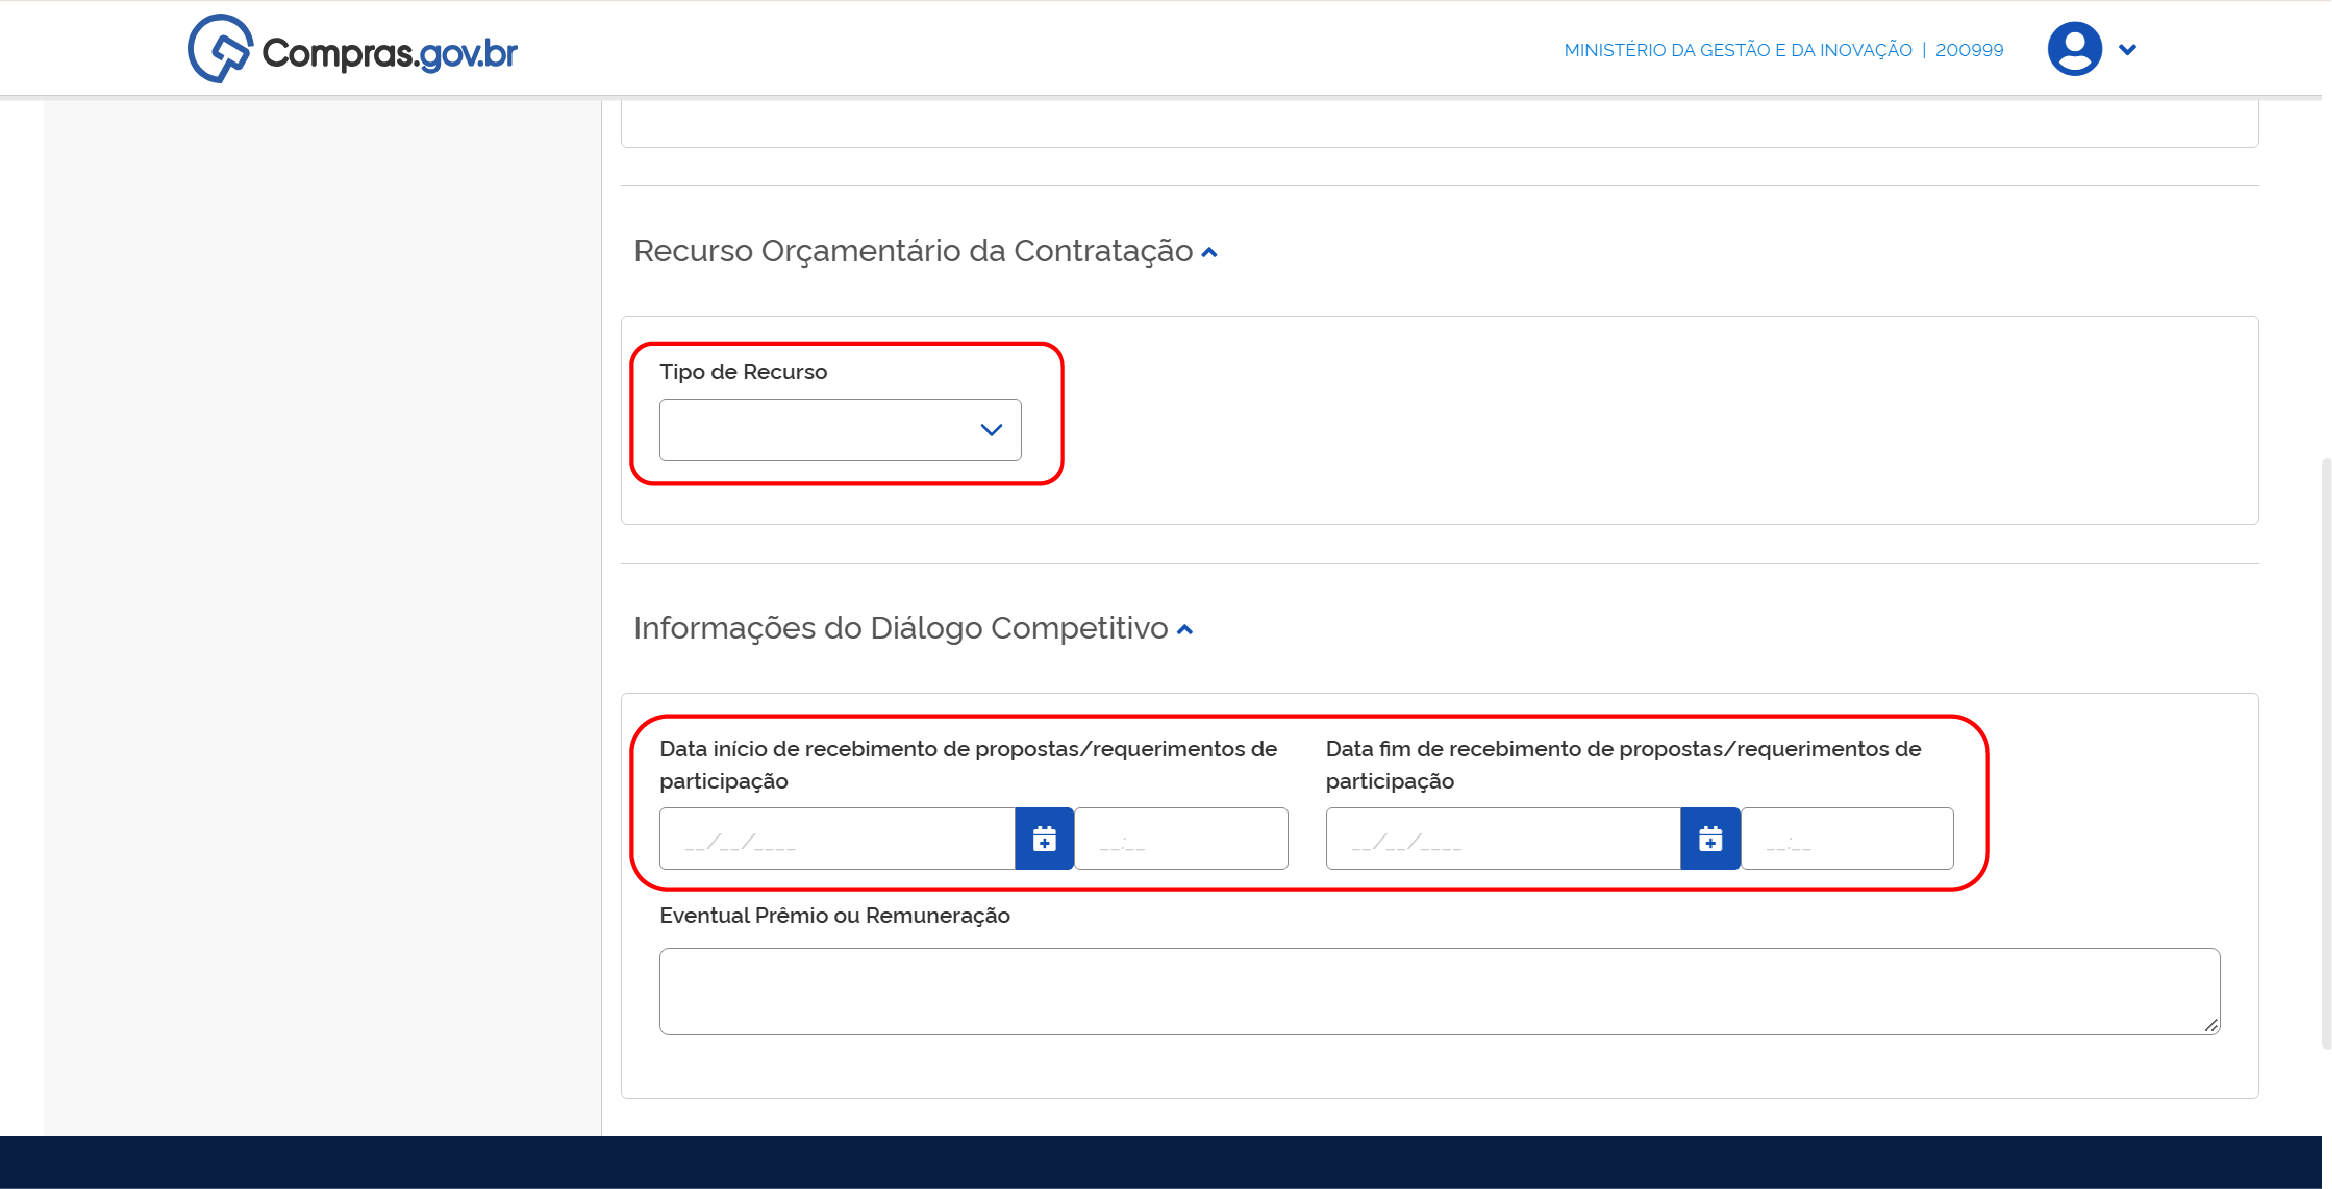 Compras.gov.br
MINISTÉRIO DA GESTÃO E DA INOVAÇÃO | 200999
Recurso Orçamentário da Contratação
Tipo de Recurso
Informações do Diálogo Competitivo
Data início de recebimento de propostas/requerimentos de
participação
Data fim de recebimento de propostas/requerimentos de
participação
__/__/____
__:__
__/__/____
__:__
Eventual Prêmio ou Remuneração